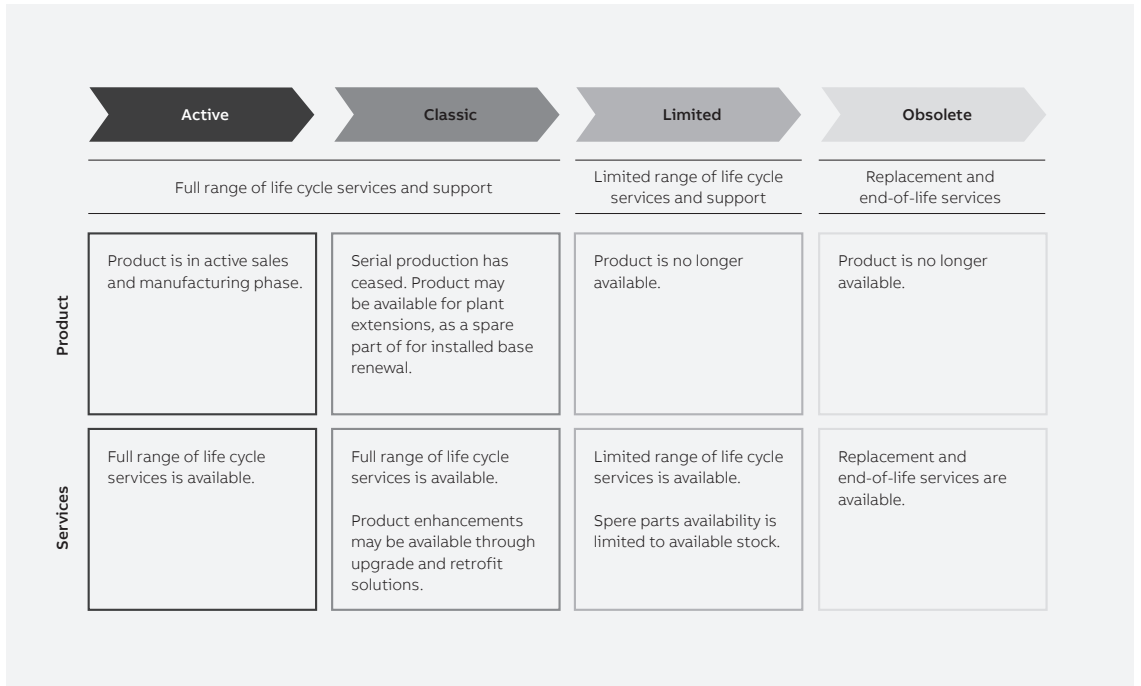 Active
Classic
Limited
Obsolete
Full range of life cycle services and support
Limited range of life cycle
services and support
Replacement and
end-of-life services
Product
Product is in active sales
and manufacturing phase.
Serial production has
ceased. Product may
be available for plant
extensions, as a spare
part of for installed base
renewal.
Product is no longer
available.
Product is no longer
available.
Services
Full range of life cycle
services is available.
Full range of life cycle
services is available.
Product enhancements
may be available through
upgrade and retrofit
solutions.
Limited range of life cycle
services is available.
Spere parts availability is
limited to available stock.
Replacement and
end-of-life services are
available.